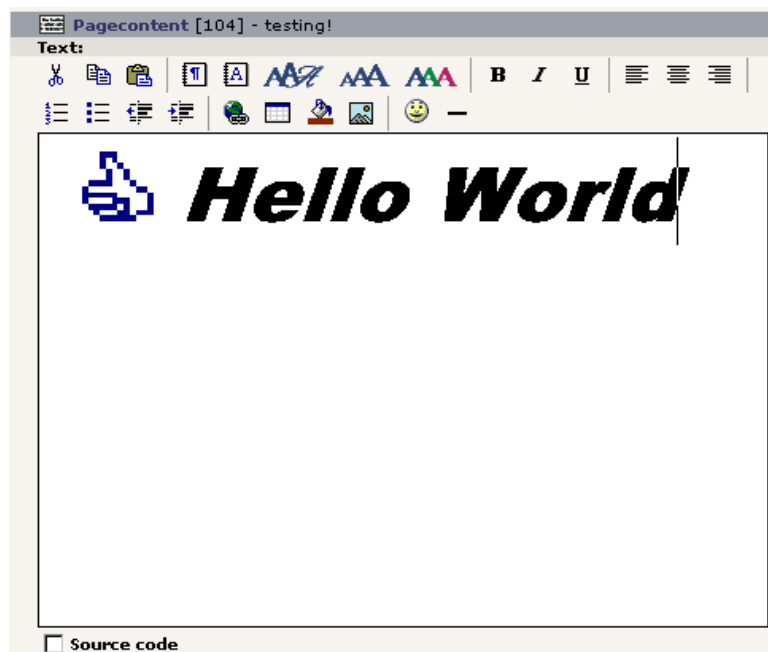 Pagecontent [104] - testing!
Text:
B I U
Hello World
Source code